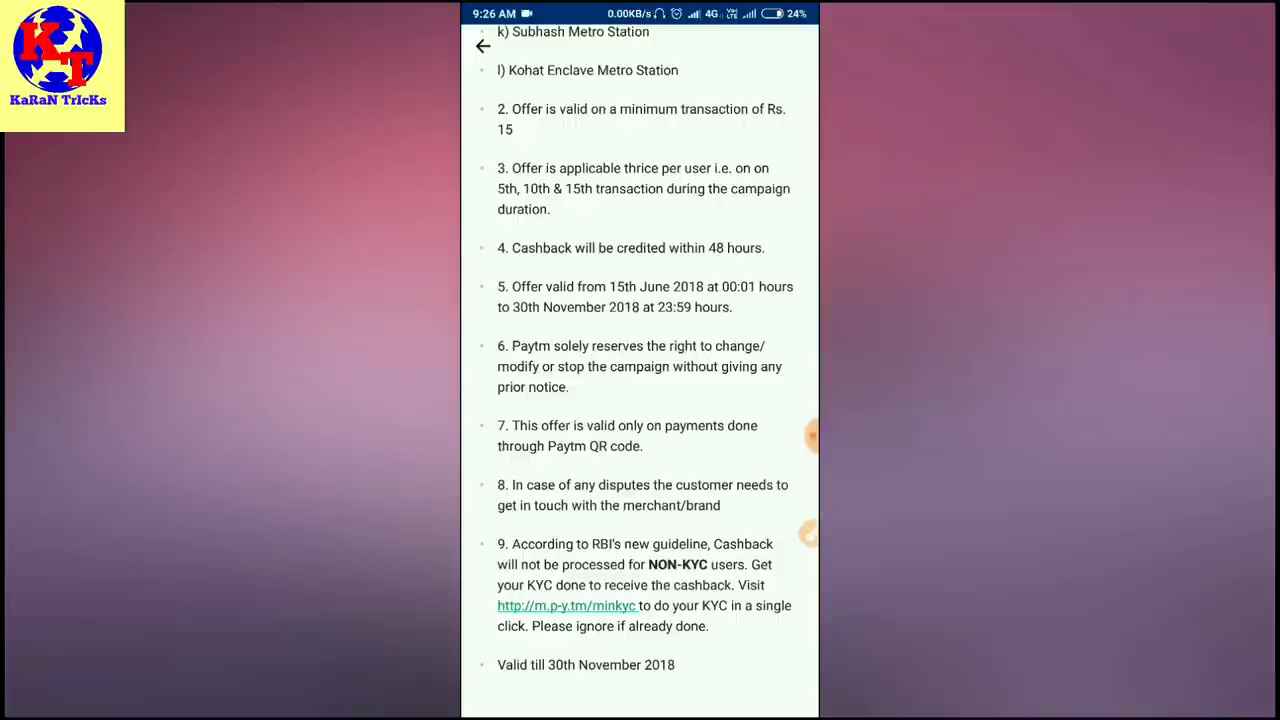 KT
KaRaN TrIcKs
9:26 AM 0.00KB/s 4G VoLTE 24%
k) Subhash Metro Station
l) Kohat Enclave Metro Station
2. Offer is valid on a minimum transaction of Rs.
15
3. Offer is applicable thrice per user i.e. on on
5th, 10th & 15th transaction during the campaign
duration.
4. Cashback will be credited within 48 hours.
5. Offer valid from 15th June 2018 at 00:01 hours
to 30th November 2018 at 23:59 hours.
6. Paytm solely reserves the right to change/
modify or stop the campaign without giving any
prior notice.
7. This offer is valid only on payments done
through Paytm QR code.
8. In case of any disputes the customer needs to
get in touch with the merchant/brand
9. According to RBI's new guideline, Cashback
will not be processed for NON-KYC users. Get
your KYC done to receive the cashback. Visit
http://m.p-y.tm/minkyc to do your KYC in a single
click. Please ignore if already done.
Valid till 30th November 2018